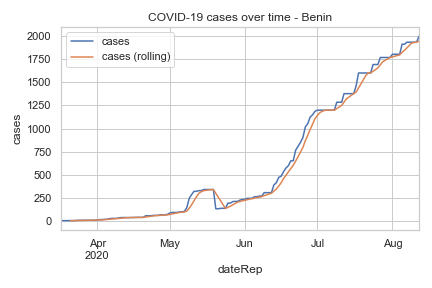 COVID-19 cases over time - Benin
cases
cases (rolling)
2000
1750
1500
1250
1000
750
500
250
0
cases
Apr
2020
May
Jun
Jul
Aug
dateRep